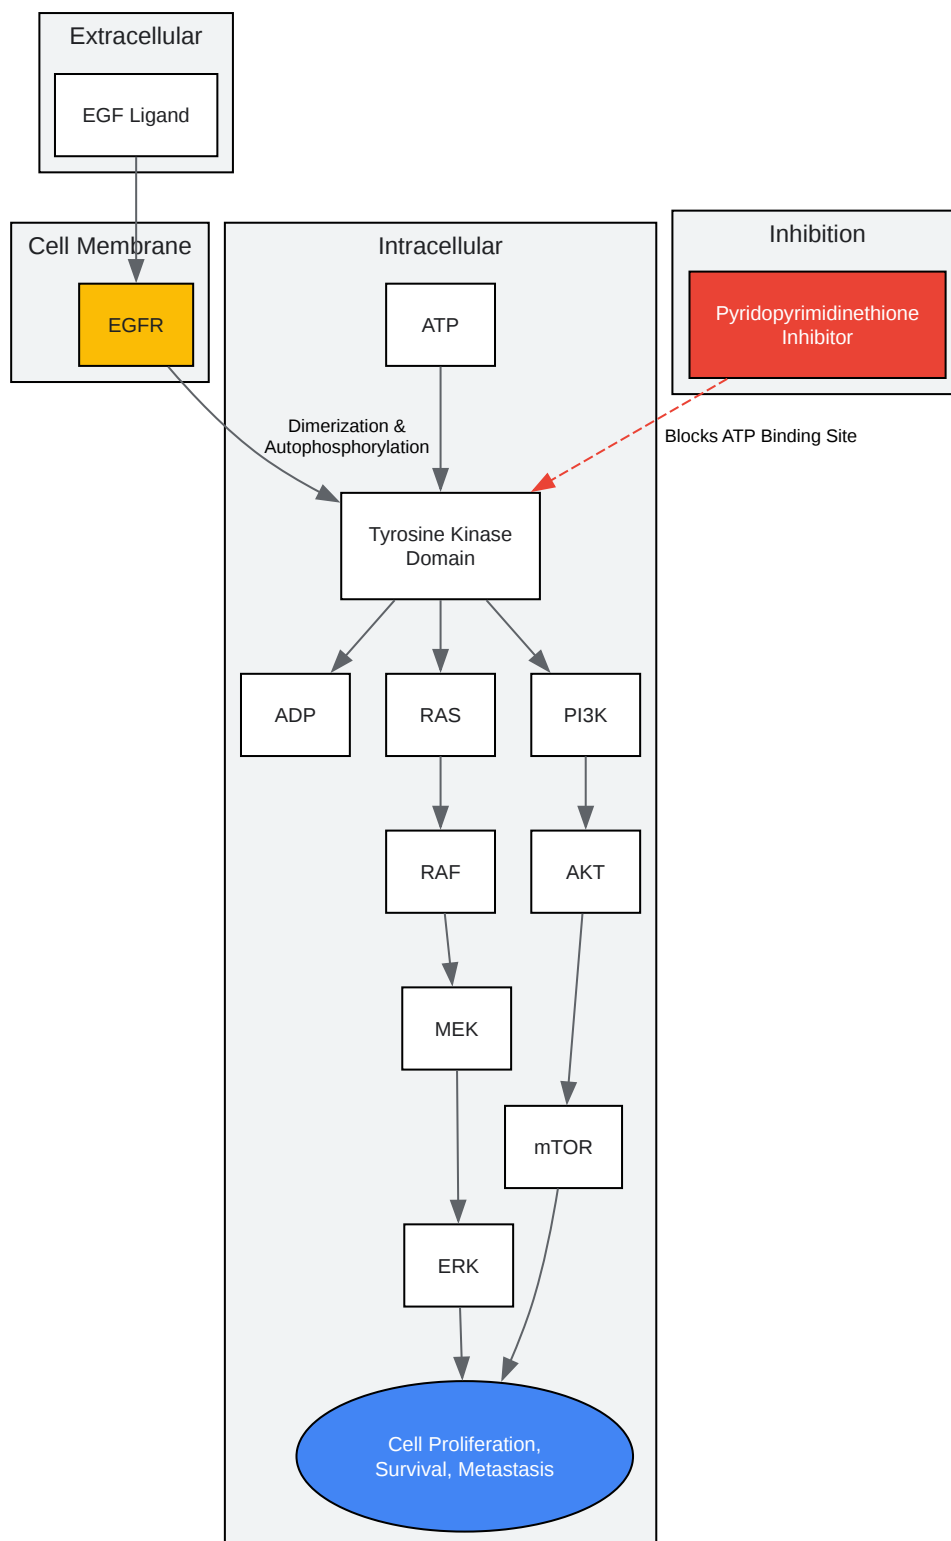 Extracellular
EGF Ligand
Cell Membrane
EGFR
Intracellular
ATP
Inhibition
Pyridopyrimidinethione
Inhibitor
Dimerization &
Autophosphorylation
Blocks ATP Binding Site
Tyrosine Kinase
Domain
ADP
RAS
PI3K
RAF
AKT
MEK
mTOR
ERK
Cell Proliferation,
Survival, Metastasis